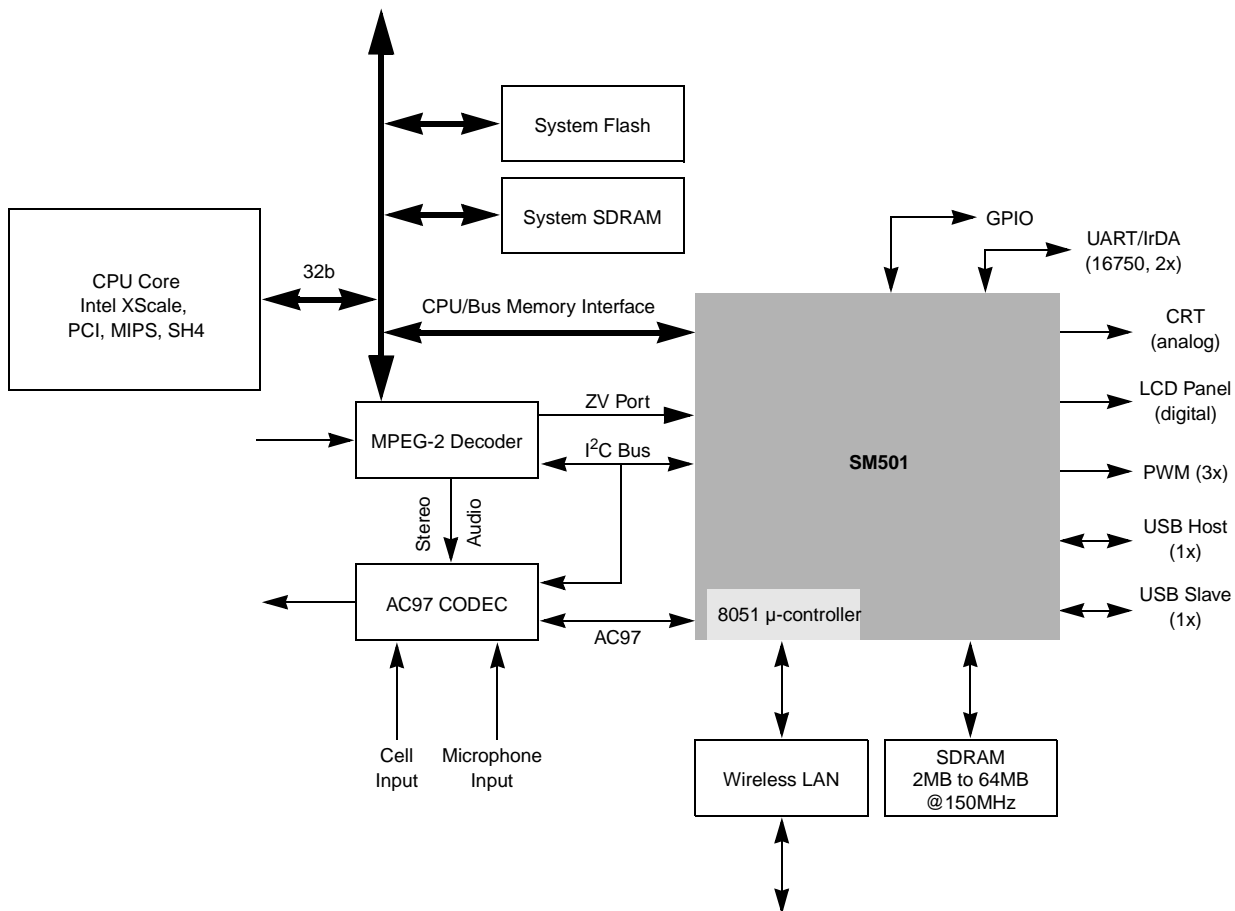 System Flash
System SDRAM
CPU Core
Intel XScale,
PCI, MIPS, SH4
32b
CPU/Bus Memory Interface
GPIO
UART/IrDA
(16750, 2x)
CRT
(analog)
LCD Panel
(digital)
PWM (3x)
USB Host
(1x)
USB Slave
(1x)
ZV Port
MPEG-2 Decoder
I²C Bus
SM501
Stereo
Audio
AC97 CODEC
AC97
8051 µ-controller
Cell
Input
Microphone
Input
Wireless LAN
SDRAM
2MB to 64MB
@150MHz